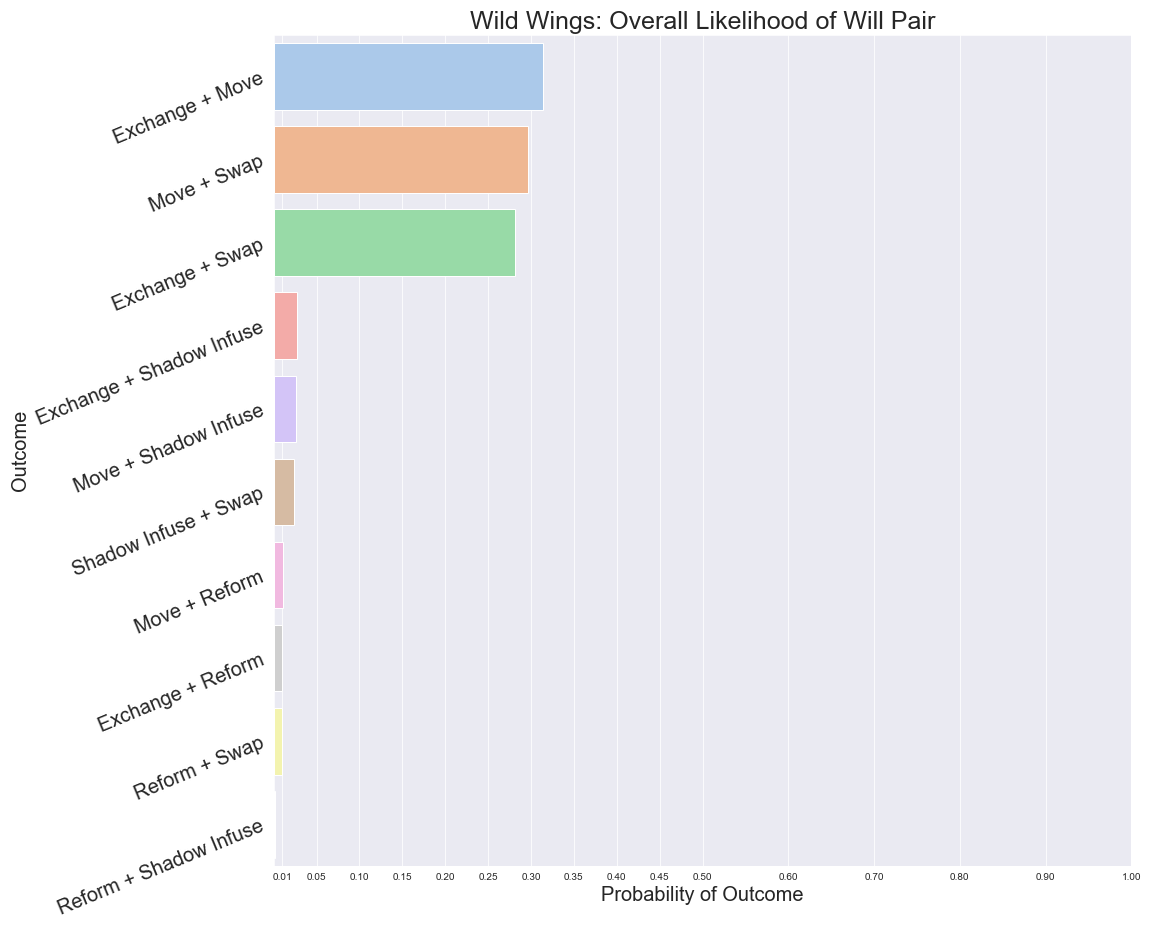 Wild Wings: Overall Likelihood of Will Pair
Outcome
Exchange + Move
Move + Swap
Exchange + Swap
Exchange + Shadow Infuse
Move + Shadow Infuse
Shadow Infuse + Swap
Move + Reform
Exchange + Reform
Reform + Swap
Reform + Shadow Infuse
0.01 0.05 0.10 0.15 0.20 0.25 0.30 0.35 0.40 0.45 0.50 0.60 0.70 0.80 0.90 1.00
Probability of Outcome